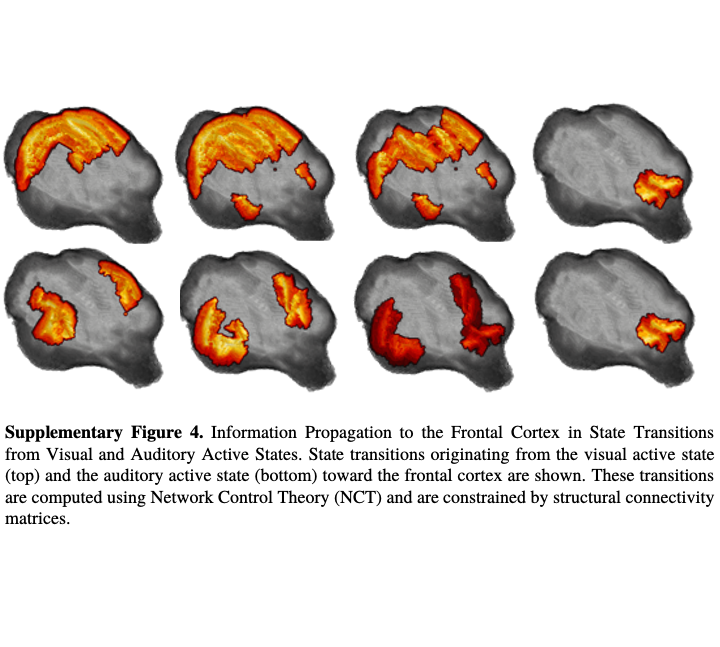 Supplementary Figure 4. Information Propagation to the Frontal Cortex in State Transitions
from Visual and Auditory Active States. State transitions originating from the visual active state
(top) and the auditory active state (bottom) toward the frontal cortex are shown. These transitions
are computed using Network Control Theory (NCT) and are constrained by structural connectivity
matrices.